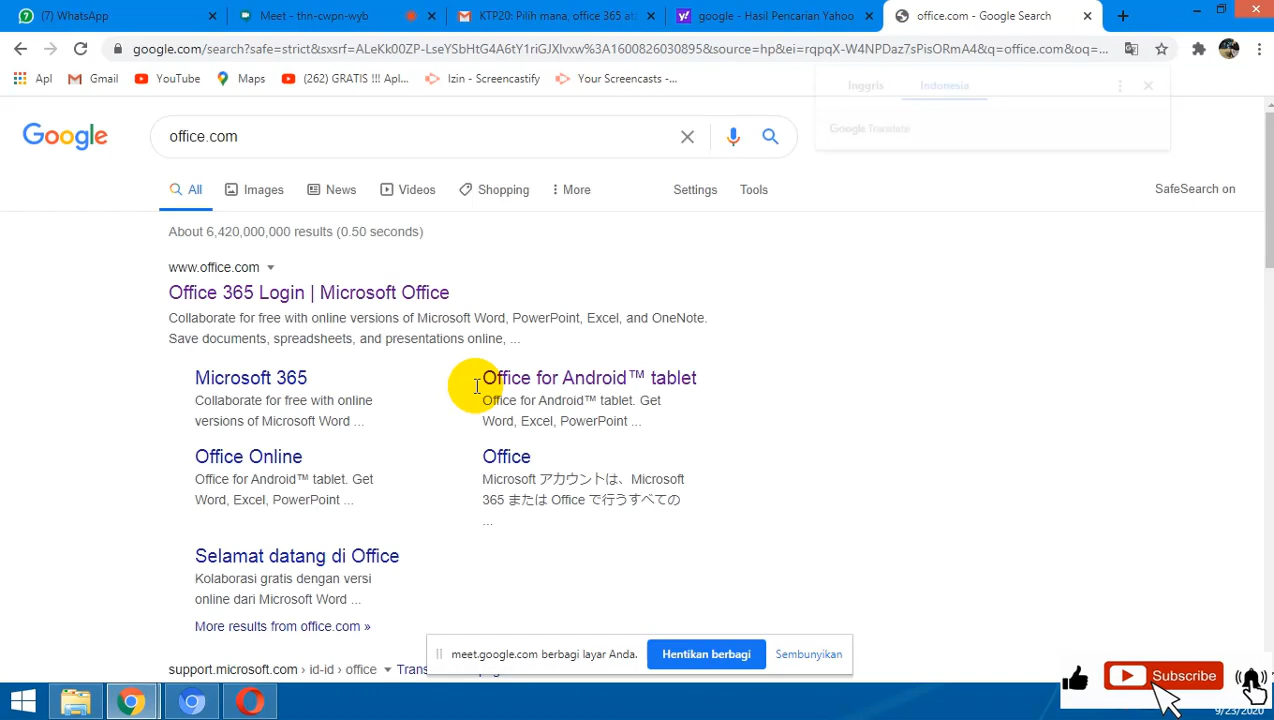 (7) WhatsApp
Meet - thn-cwpn-wyb
KTP20: Pilih mana, office 365 at
google - Hasil Pencarian Yahoo
office.com - Google Search
google.com/search?safe=strict&sxsrf=ALeKk00ZP-LseYSbHtG4A6tY1riGJXlvxw%3A1600826030895&source=hp&ei=rqpqX-W4NPDaz7sPisORmA4&q=office.com&oq=...
Apl
Gmail
YouTube
Maps
(262) GRATIS !!! Apl...
Izin - Screencastify
Your Screencasts -...
Inggris
Indonesia
Google Translate
Google
office.com
All
Images
News
Videos
Shopping
More
Settings
Tools
SafeSearch on
About 6,420,000,000 results (0.50 seconds)
www.office.com
Office 365 Login | Microsoft Office
Collaborate for free with online versions of Microsoft Word, PowerPoint, Excel, and OneNote.
Save documents, spreadsheets, and presentations online, ...
Microsoft 365
Collaborate for free with online
versions of Microsoft Word ...
Office for Android™ tablet
Office for Android™ tablet. Get
Word, Excel, PowerPoint ...
Office Online
Office for Android™ tablet. Get
Word, Excel, PowerPoint ...
Office
Microsoft アカウントは、Microsoft
365 または Office で行うすべての
...
Selamat datang di Office
Kolaborasi gratis dengan versi
online dari Microsoft Word ...
More results from office.com »
meet.google.com berbagi layar Anda.
Hentikan berbagi
Sembunyikan
support.microsoft.com › id-id › office
Subscribe
9/23/2020